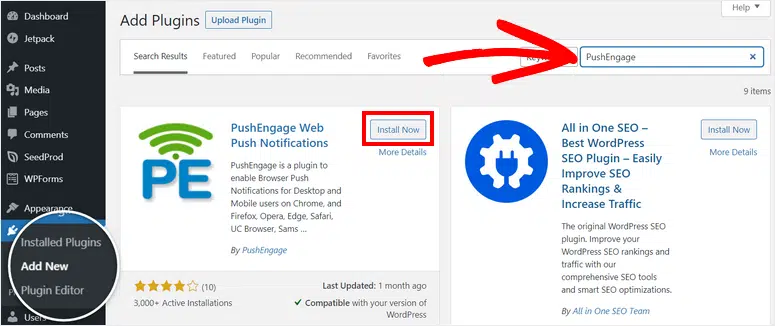 Help
Dashboard
Jetpack
Posts
Media
Pages
Comments
SeedProd
WPForms
Appearance
Installed Plugins
Add New
Plugin Editor
Users
Add Plugins
Upload Plugin
Search Results
Featured
Popular
Recommended
Favorites
PushEngage
9 items
PE
PushEngage Web
Push Notifications
Install Now
More Details
PushEngage is a plugin to
enable Browser Push
Notifications for Desktop and
Mobile users on Chrome, and
Firefox, Opera, Edge, Safari,
UC Browser, Sams ...
By PushEngage
(10)
3,000+ Active Installations
Last Updated: 1 month ago
Compatible with your version of
WordPress
All in One SEO –
Best WordPress
SEO Plugin – Easily
Improve SEO
Rankings &
Increase Traffic
Install Now
More Details
The original WordPress SEO
plugin. Improve your
WordPress SEO rankings and
traffic with our
comprehensive SEO tools
and smart SEO optimizations.
By All in One SEO Team